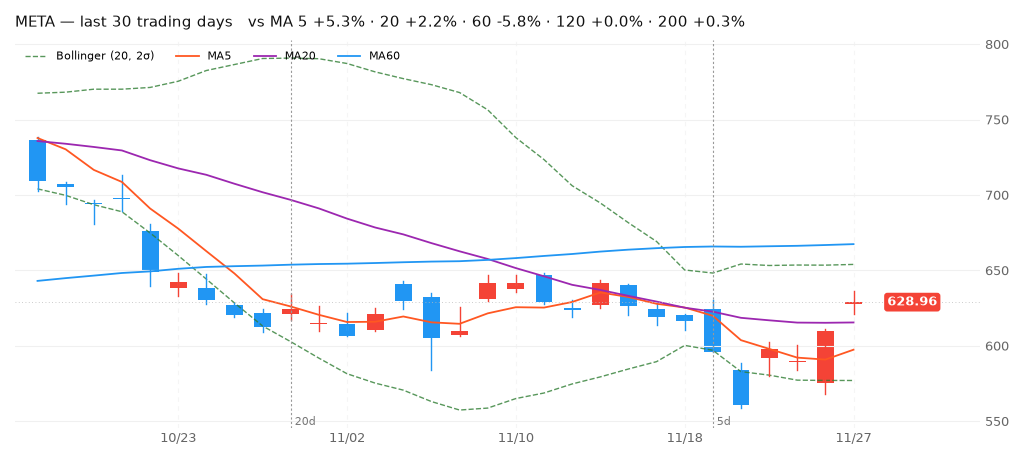 META — last 30 trading days   vs MA 5 +5.3% · 20 +2.2% · 60 -5.8% · 120 +0.0% · 200 +0.3%
Bollinger (20, 2σ)   MA5   MA20   MA60
800
750
700
650
628.96
600
550
20d
5d
10/23   11/02   11/10   11/18   11/27